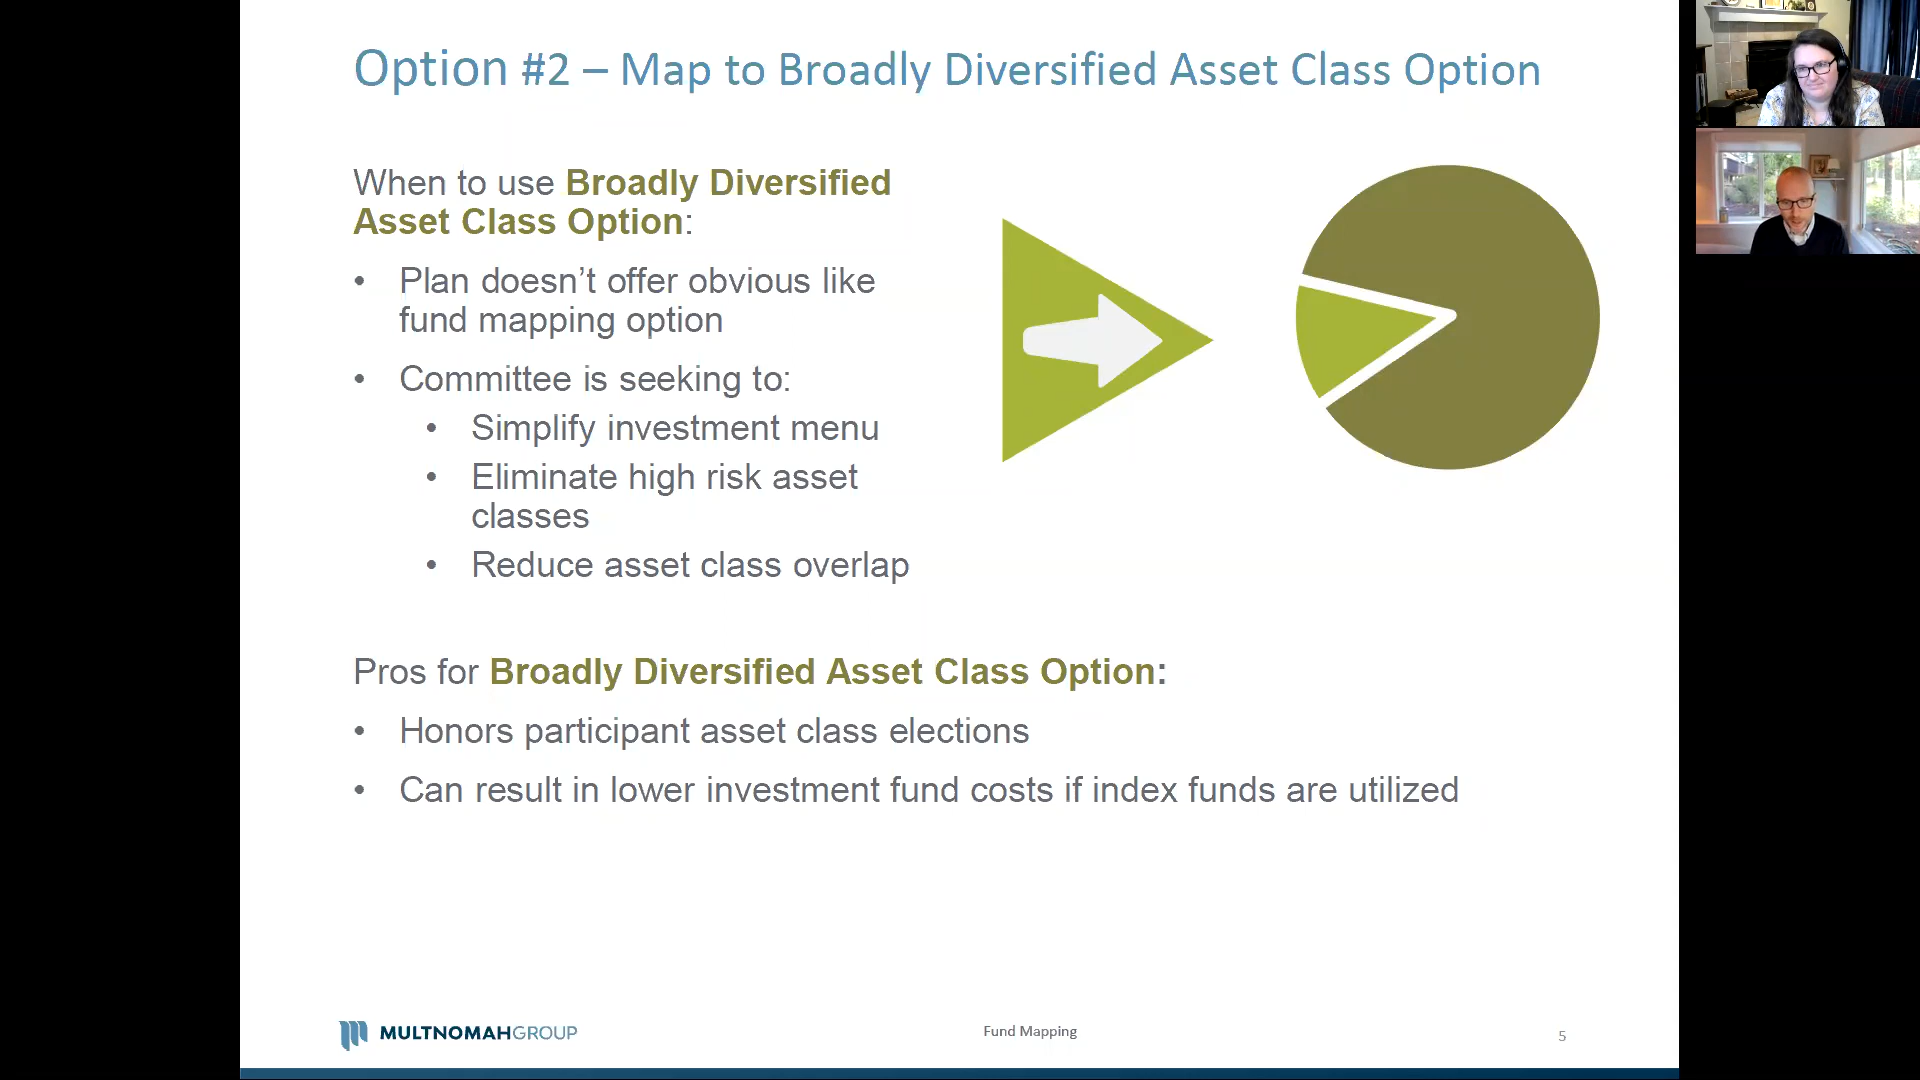 Option #2 – Map to Broadly Diversified Asset Class Option
When to use Broadly Diversified
Asset Class Option:
• Plan doesn’t offer obvious like
fund mapping option
• Committee is seeking to:
• Simplify investment menu
• Eliminate high risk asset
classes
• Reduce asset class overlap
Pros for Broadly Diversified Asset Class Option:
• Honors participant asset class elections
• Can result in lower investment fund costs if index funds are utilized
MULTNOMAHGROUP
Fund Mapping
5